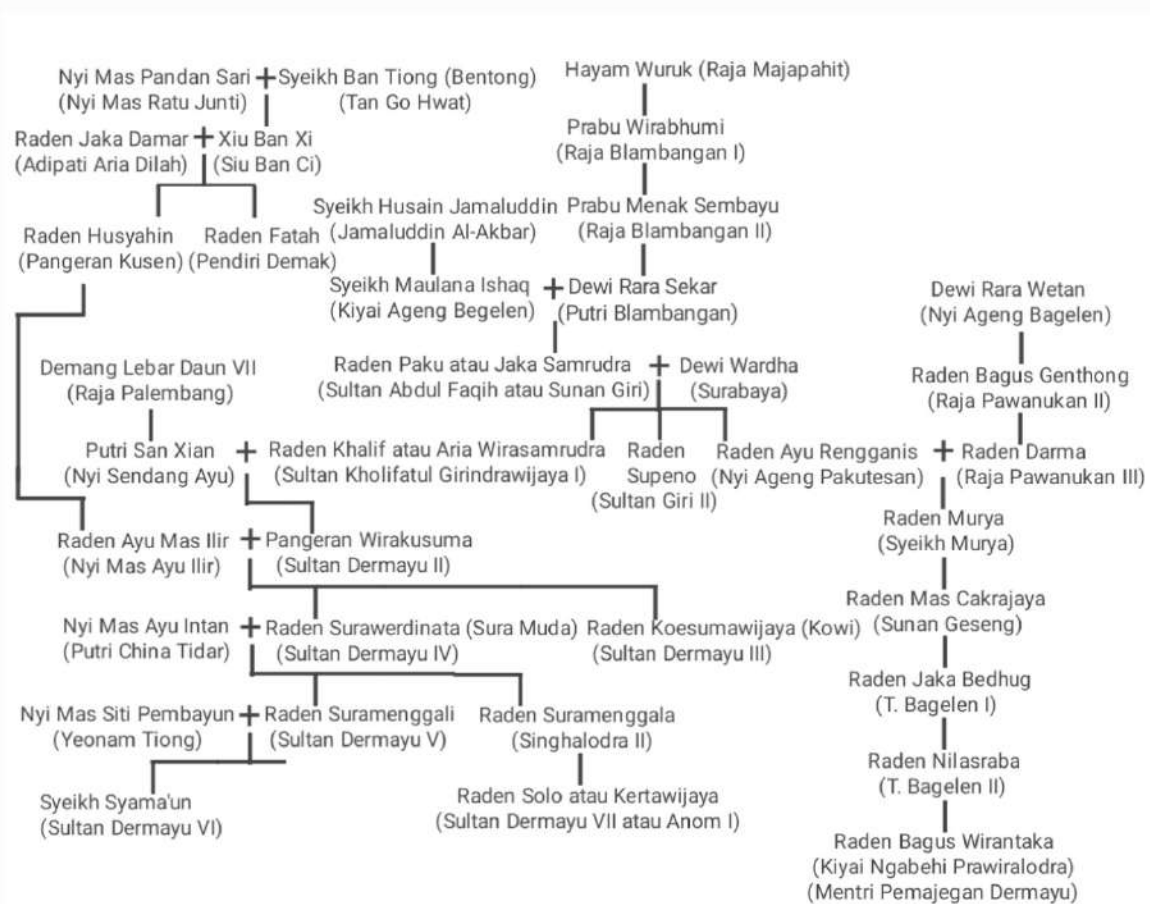 Nyi Mas Pandan Sari + Syeikh Ban Tiong (Bentong)
(Nyi Mas Ratu Junti) (Tan Go Hwat)
Hayam Wuruk (Raja Majapahit)
Raden Jaka Damar + Xiu Ban Xi
(Adipati Aria Dilah) (Siu Ban Ci)
Prabu Wirabhumi
(Raja Blambangan I)
Raden Husyahin Raden Fatah
(Pangeran Kusen) (Pendiri Demak)
Syeikh Husain Jamaluddin
(Jamaluddin Al-Akbar)
Prabu Menak Sembayu
(Raja Blambangan II)
Syeikh Maulana Ishaq + Dewi Rara Sekar
(Kiyai Ageng Begelen) (Putri Blambangan)
Dewi Rara Wetan
(Nyi Ageng Bagelen)
Demang Lebar Daun VII
(Raja Palembang)
Raden Paku atau Jaka Samrudra + Dewi Wardha
(Sultan Abdul Faqih atau Sunan Giri) (Surabaya)
Raden Bagus Genthong
(Raja Pawanukan II)
Putri San Xian + Raden Khalif atau Aria Wirasamrudra
(Nyi Sendang Ayu) (Sultan Kholifatul Girindrawijaya I)
Raden
Supeno
(Sultan Giri II)
Raden Ayu Rengganis + Raden Darma
(Nyi Ageng Pakutesan) (Raja Pawanukan III)
Raden Murya
(Syeikh Murya)
Raden Ayu Mas Ilir + Pangeran Wirakusuma
(Nyi Mas Ayu Ilir) (Sultan Dermayu II)
Raden Mas Cakrajaya
(Sunan Geseng)
Nyi Mas Ayu Intan + Raden Surawerdinata (Sura Muda) Raden Koesumawijaya (Kowi)
(Putri China Tidar) (Sultan Dermayu IV) (Sultan Dermayu III)
Raden Jaka Bedhug
(T. Bagelen I)
Nyi Mas Siti Pembayun + Raden Suramenggali Raden Suramenggala
(Yeonam Tiong) (Sultan Dermayu V) (Singhalodra II)
Raden Nilasraba
(T. Bagelen II)
Syeikh Syama'un
(Sultan Dermayu VI)
Raden Solo atau Kertawijaya
(Sultan Dermayu VII atau Anom I)
Raden Bagus Wirantaka
(Kiyai Ngabehi Prawiralodra)
(Mentri Pemajegan Dermayu)